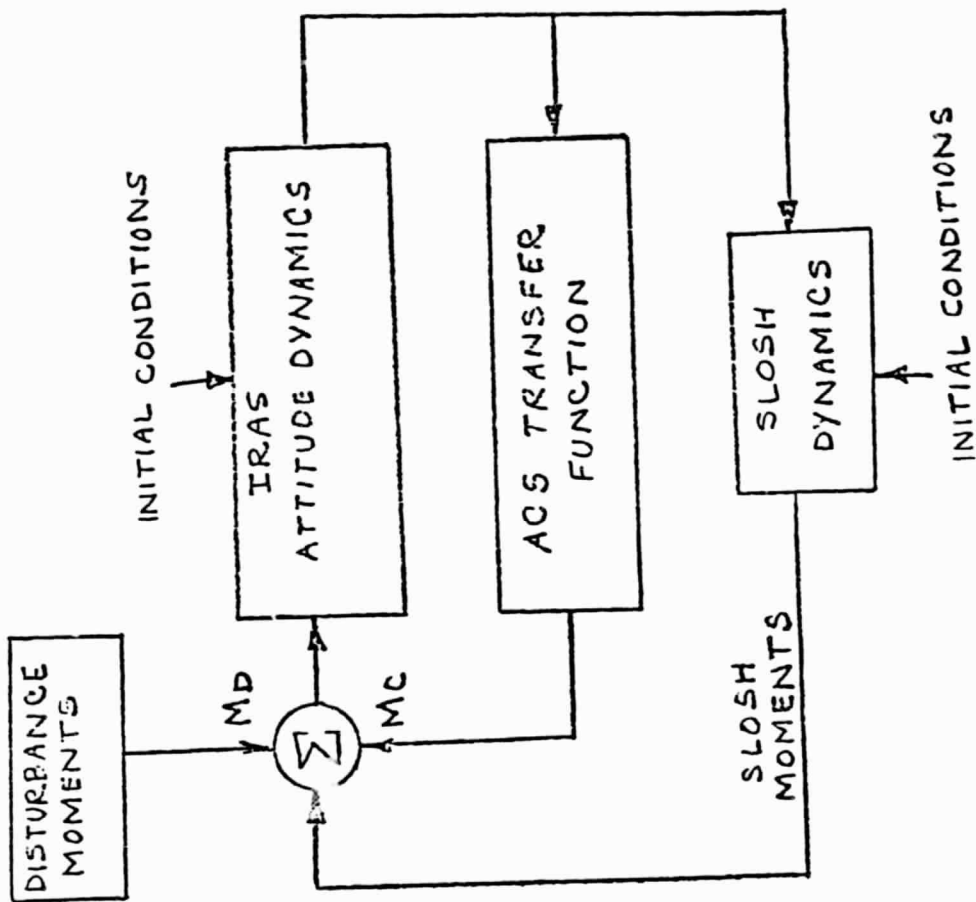 DISTURBANCE
MOMENTS
INITIAL CONDITIONS
MD
Σ
MC
IRAS
ATTITUDE DYNAMICS
ACS TRANSFER
FUNCTION
SLOSH
MOMENTS
SLOSH
DYNAMICS
INITIAL CONDITIONS